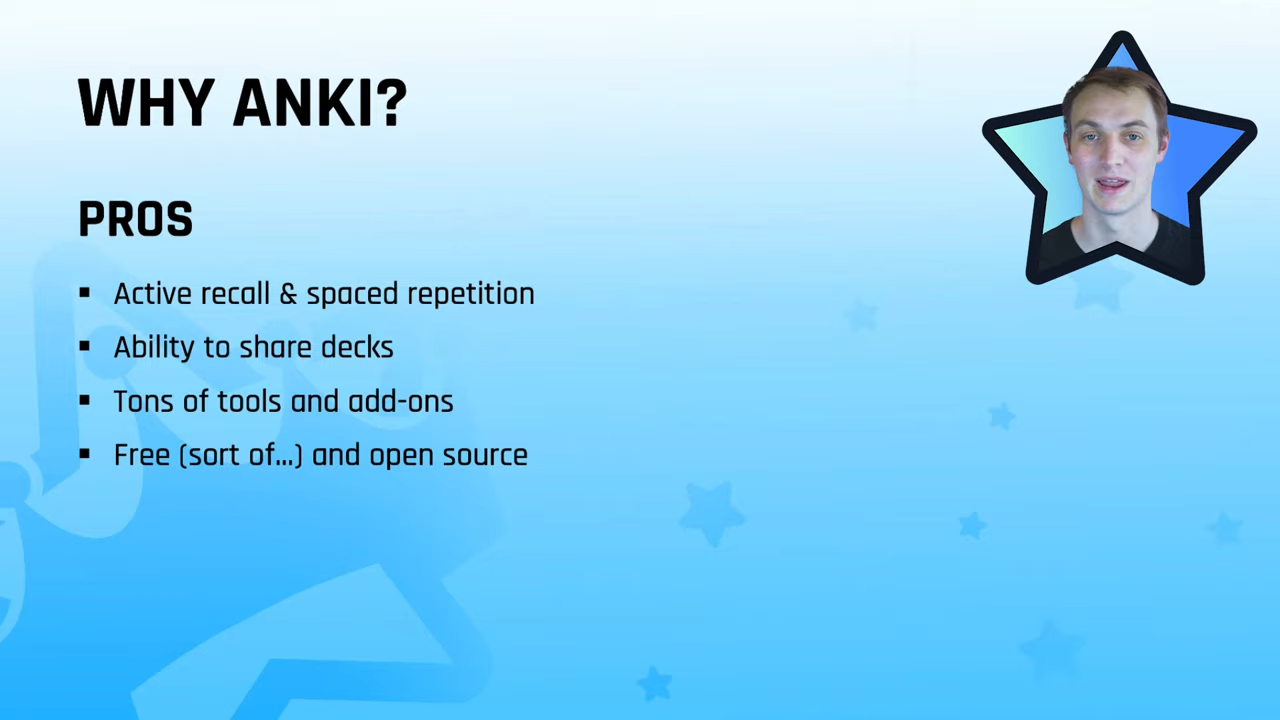 WHY ANKI?
PROS
▪ Active recall & spaced repetition
▪ Ability to share decks
▪ Tons of tools and add-ons
▪ Free (sort of...) and open source